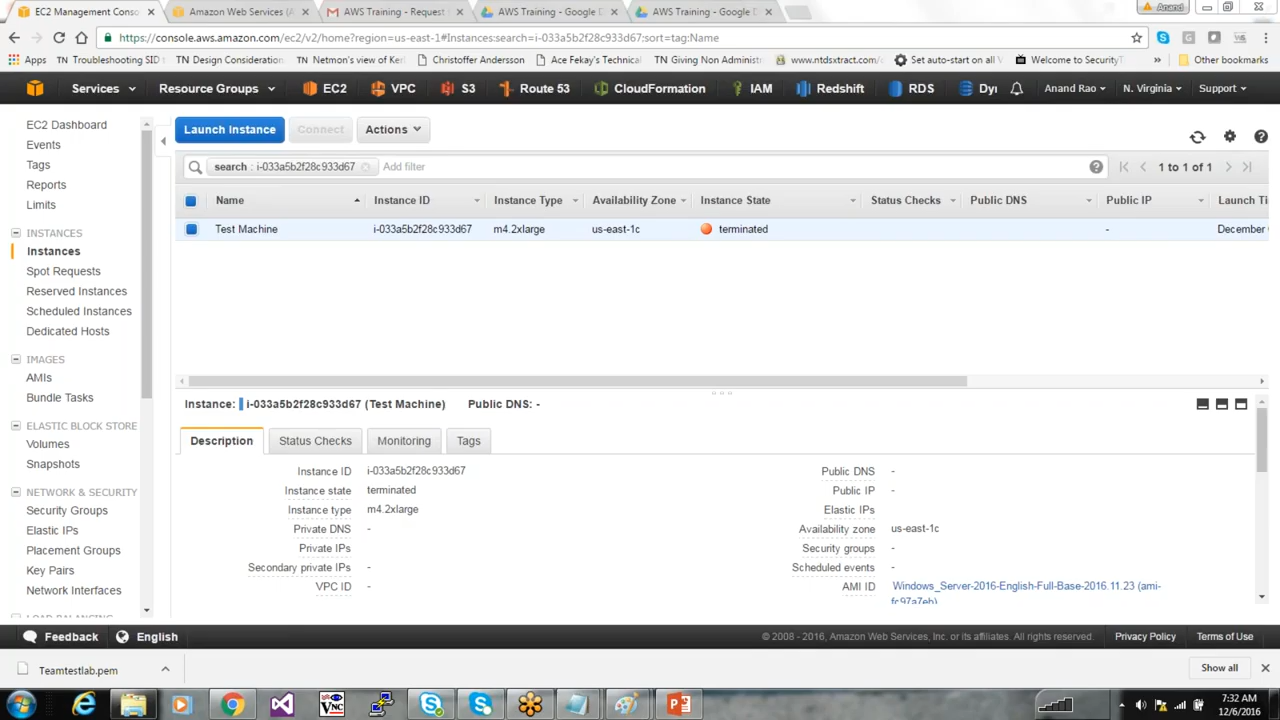 EC2 Management Conso
Amazon Web Services (A
AWS Training - Request
AWS Training - Google D
AWS Training - Google D
Anand
https://console.aws.amazon.com/ec2/v2/home?region=us-east-1#Instances:search=i-033a5b2f28c933d67;sort=tag:Name
Apps
TN Troubleshooting SID
TN Design Consideration
TN Netmon's view of Ker
Christoffer Andersson
Ace Fekay's Technical
TN Giving Non Administ
www.ntdsxtract.com/
Set auto-start on all V
Welcome to SecurityT
»
Other bookmarks
Services
Resource Groups
EC2
VPC
S3
Route 53
CloudFormation
IAM
Redshift
RDS
Dyn
Anand Rao
N. Virginia
Support
EC2 Dashboard
Events
Tags
Reports
Limits
INSTANCES
Instances
Spot Requests
Reserved Instances
Scheduled Instances
Dedicated Hosts
IMAGES
AMIs
Bundle Tasks
ELASTIC BLOCK STORE
Volumes
Snapshots
NETWORK & SECURITY
Security Groups
Elastic IPs
Placement Groups
Key Pairs
Network Interfaces
LOAD BALANCING
Launch Instance
Connect
Actions
search : i-033a5b2f28c933d67
Add filter
1 to 1 of 1
Name Instance ID Instance Type Availability Zone Instance State Status Checks Public DNS Public IP Launch Ti
Test Machine i-033a5b2f28c933d67 m4.2xlarge us-east-1c terminated - December
Instance: i-033a5b2f28c933d67 (Test Machine) Public DNS: -
Description
Status Checks
Monitoring
Tags
Instance ID i-033a5b2f28c933d67
Instance state terminated
Instance type m4.2xlarge
Private DNS -
Private IPs
Secondary private IPs -
VPC ID -
Public DNS -
Public IP -
Elastic IPs
Availability zone us-east-1c
Security groups -
Scheduled events -
AMI ID Windows_Server-2016-English-Full-Base-2016.11.23 (ami-
fc97a7eb)
Feedback
English
© 2008 - 2016, Amazon Web Services, Inc. or its affiliates. All rights reserved.
Privacy Policy
Terms of Use
Teamtestlab.pem
Show all
7:32 AM
12/6/2016